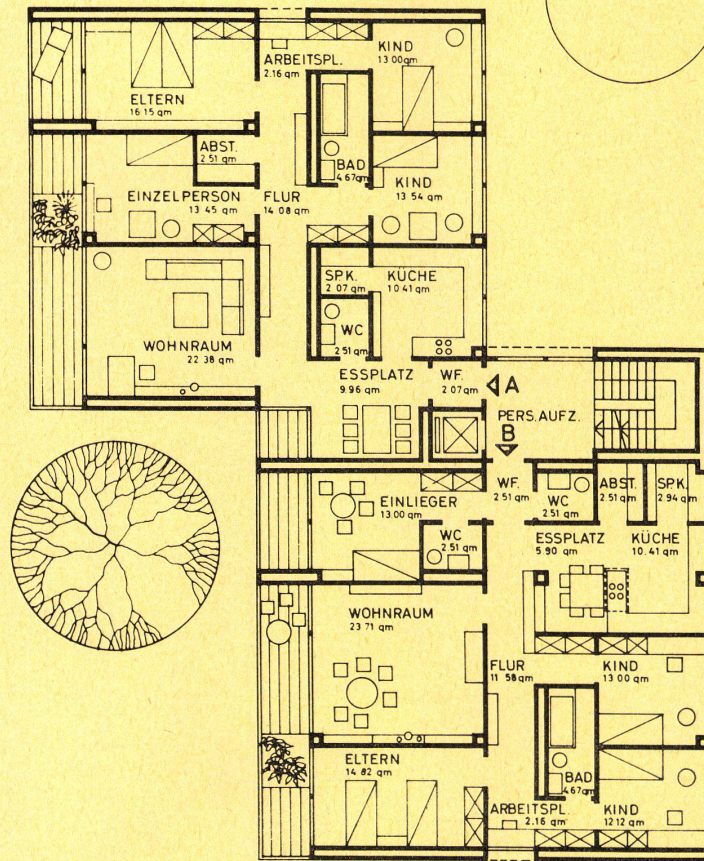 ARBEITSPL.
2.16 qm
KIND
13.00 qm
ELTERN
16.15 qm
ABST.
2.51 qm
BAD
4.67 qm
KIND
13.54 qm
EINZELPERSON
13.45 qm
FLUR
14.08 qm
SPK.
2.07 qm
KÜCHE
10.41 qm
WC
2.51 qm
WOHNRAUM
22.38 qm
ESSPLATZ
9.96 qm
WF.
2.07 qm
A
PERS. AUFZ.
B
EINLIEGER
13.00 qm
WF.
2.51 qm
WC
2.51 qm
ABST.
2.51 qm
SPK.
2.94 qm
WC
2.51 qm
ESSPLATZ
5.90 qm
KÜCHE
10.41 qm
WOHNRAUM
23.71 qm
FLUR
11.58 qm
KIND
13.00 qm
ELTERN
14.82 qm
BAD
4.67 qm
ARBEITSPL.
2.16 qm
KIND
12.12 qm